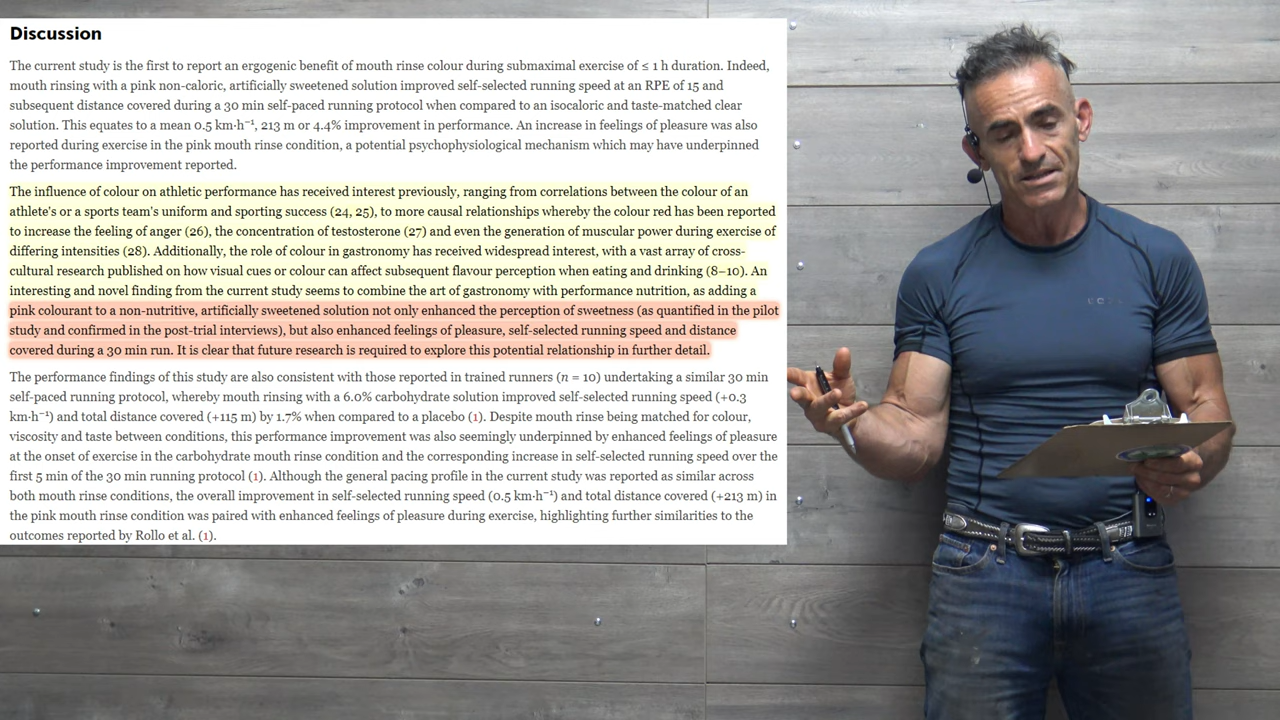 Discussion
The current study is the first to report an ergogenic benefit of mouth rinse colour during submaximal exercise of ≤ 1 h duration. Indeed,
mouth rinsing with a pink non-caloric, artificially sweetened solution improved self-selected running speed at an RPE of 15 and
subsequent distance covered during a 30 min self-paced running protocol when compared to an isocaloric and taste-matched clear
solution. This equates to a mean 0.5 km·h⁻¹, 213 m or 4.4% improvement in performance. An increase in feelings of pleasure was also
reported during exercise in the pink mouth rinse condition, a potential psychophysiological mechanism which may have underpinned
the performance improvement reported.
The influence of colour on athletic performance has received interest previously, ranging from correlations between the colour of an
athlete's or a sports team's uniform and sporting success (24, 25), to more causal relationships whereby the colour red has been reported
to increase the feeling of anger (26), the concentration of testosterone (27) and even the generation of muscular power during exercise of
differing intensities (28). Additionally, the role of colour in gastronomy has received widespread interest, with a vast array of cross-
cultural research published on how visual cues or colour can affect subsequent flavour perception when eating and drinking (8–10). An
interesting and novel finding from the current study seems to combine the art of gastronomy with performance nutrition, as adding a
pink colourant to a non-nutritive, artificially sweetened solution not only enhanced the perception of sweetness (as quantified in the pilot
study and confirmed in the post-trial interviews), but also enhanced feelings of pleasure, self-selected running speed and distance
covered during a 30 min run. It is clear that future research is required to explore this potential relationship in further detail.
The performance findings of this study are also consistent with those reported in trained runners (n = 10) undertaking a similar 30 min
self-paced running protocol, whereby mouth rinsing with a 6.0% carbohydrate solution improved self-selected running speed (+0.3
km·h⁻¹) and total distance covered (+115 m) by 1.7% when compared to a placebo (1). Despite mouth rinse being matched for colour,
viscosity and taste between conditions, this performance improvement was also seemingly underpinned by enhanced feelings of pleasure
at the onset of exercise in the carbohydrate mouth rinse condition and the corresponding increase in self-selected running speed over the
first 5 min of the 30 min running protocol (1). Although the general pacing profile in the current study was reported as similar across
both mouth rinse conditions, the overall improvement in self-selected running speed (0.5 km·h⁻¹) and total distance covered (+213 m) in
the pink mouth rinse condition was paired with enhanced feelings of pleasure during exercise, highlighting further similarities to the
outcomes reported by Rollo et al. (1).